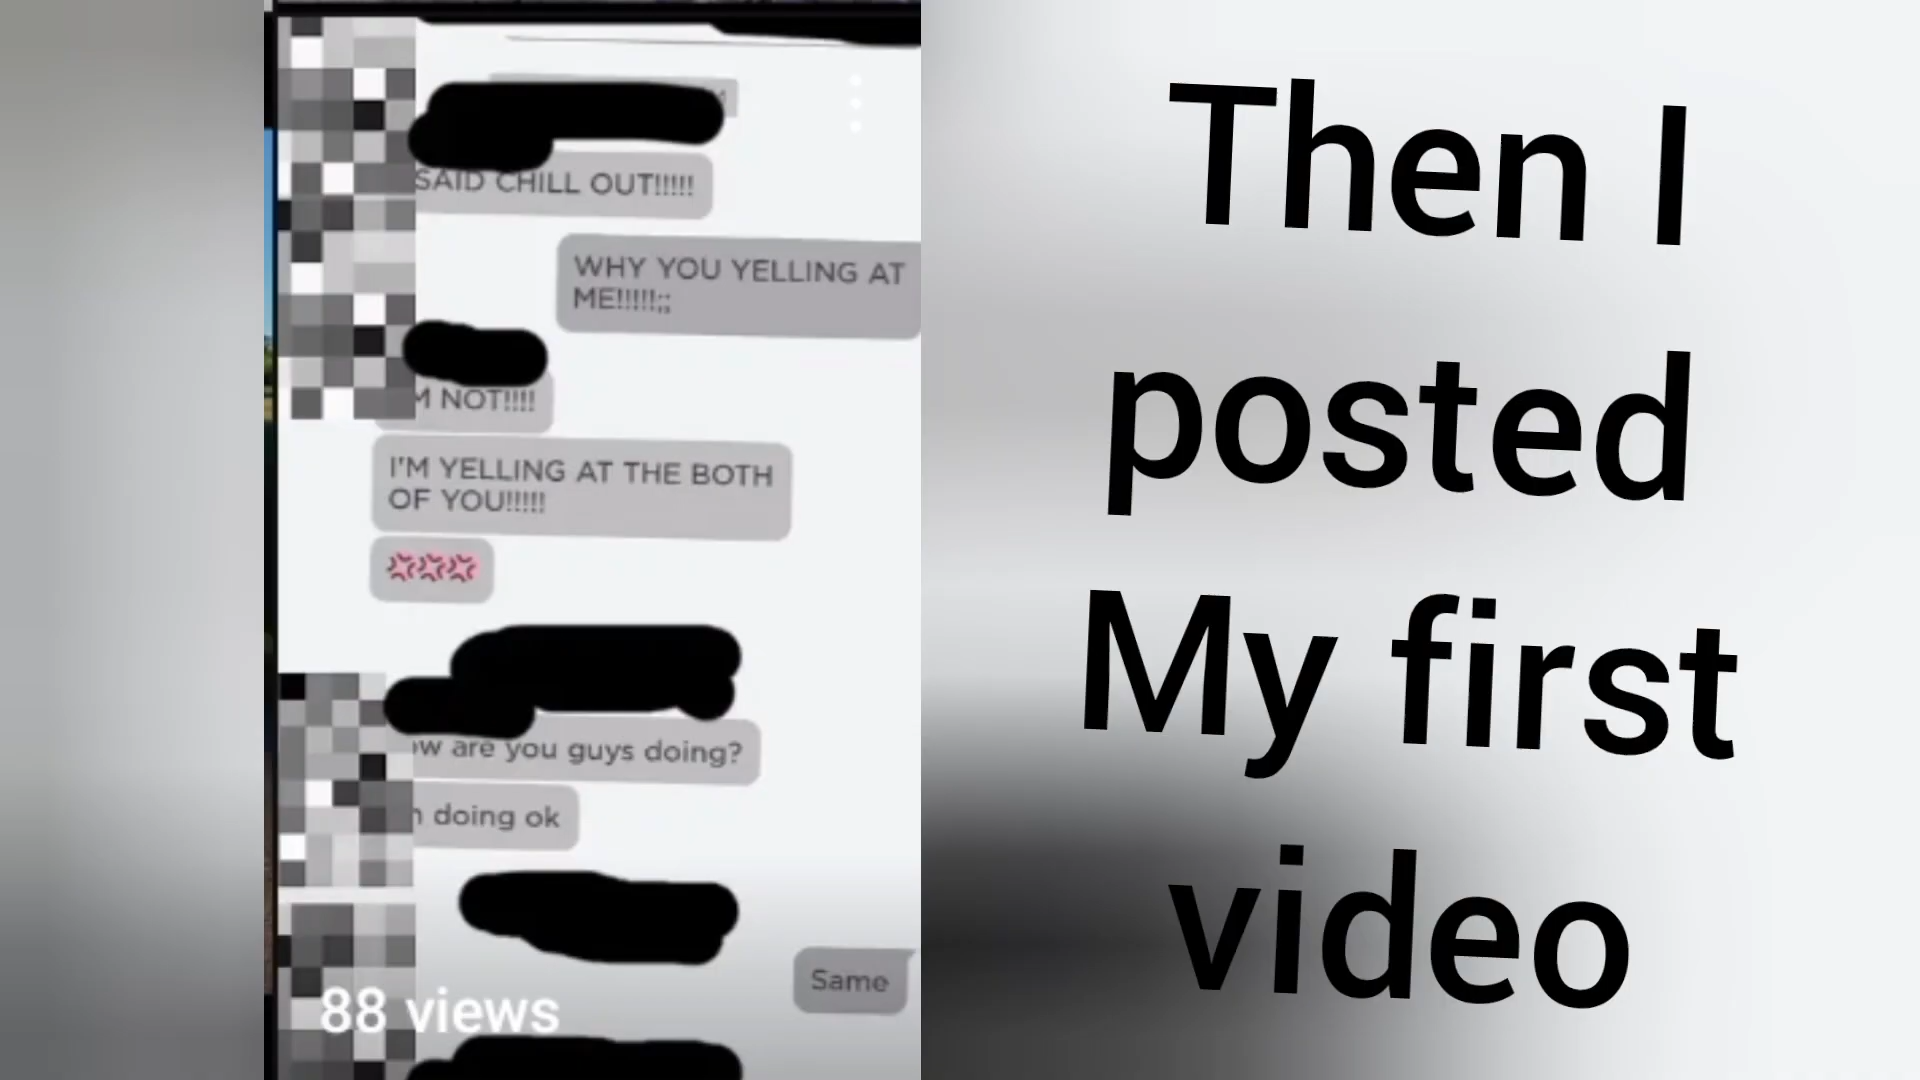 SAID CHILL OUT!!!!!
WHY YOU YELLING AT
ME!!!!!;;
M NOT!!!!
I'M YELLING AT THE BOTH
OF YOU!!!!!
💢💢💢
ow are you guys doing?
doing ok
Same
88 views
Then I
posted
My first
video